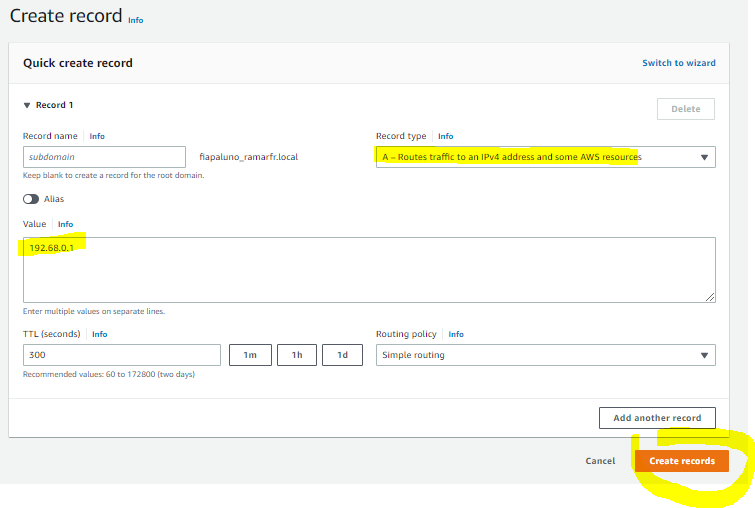 Create record Info
Quick create record Switch to wizard
▼ Record 1 Delete
Record name Info Record type Info
subdomain fiapaluno_ramarfr.local A – Routes traffic to an IPv4 address and some AWS resources
Keep blank to create a record for the root domain.
Alias
Value Info
192.68.0.1
Enter multiple values on separate lines.
TTL (seconds) Info Routing policy Info
300 1m 1h 1d Simple routing
Recommended values: 60 to 172800 (two days)
Add another record
Cancel Create records